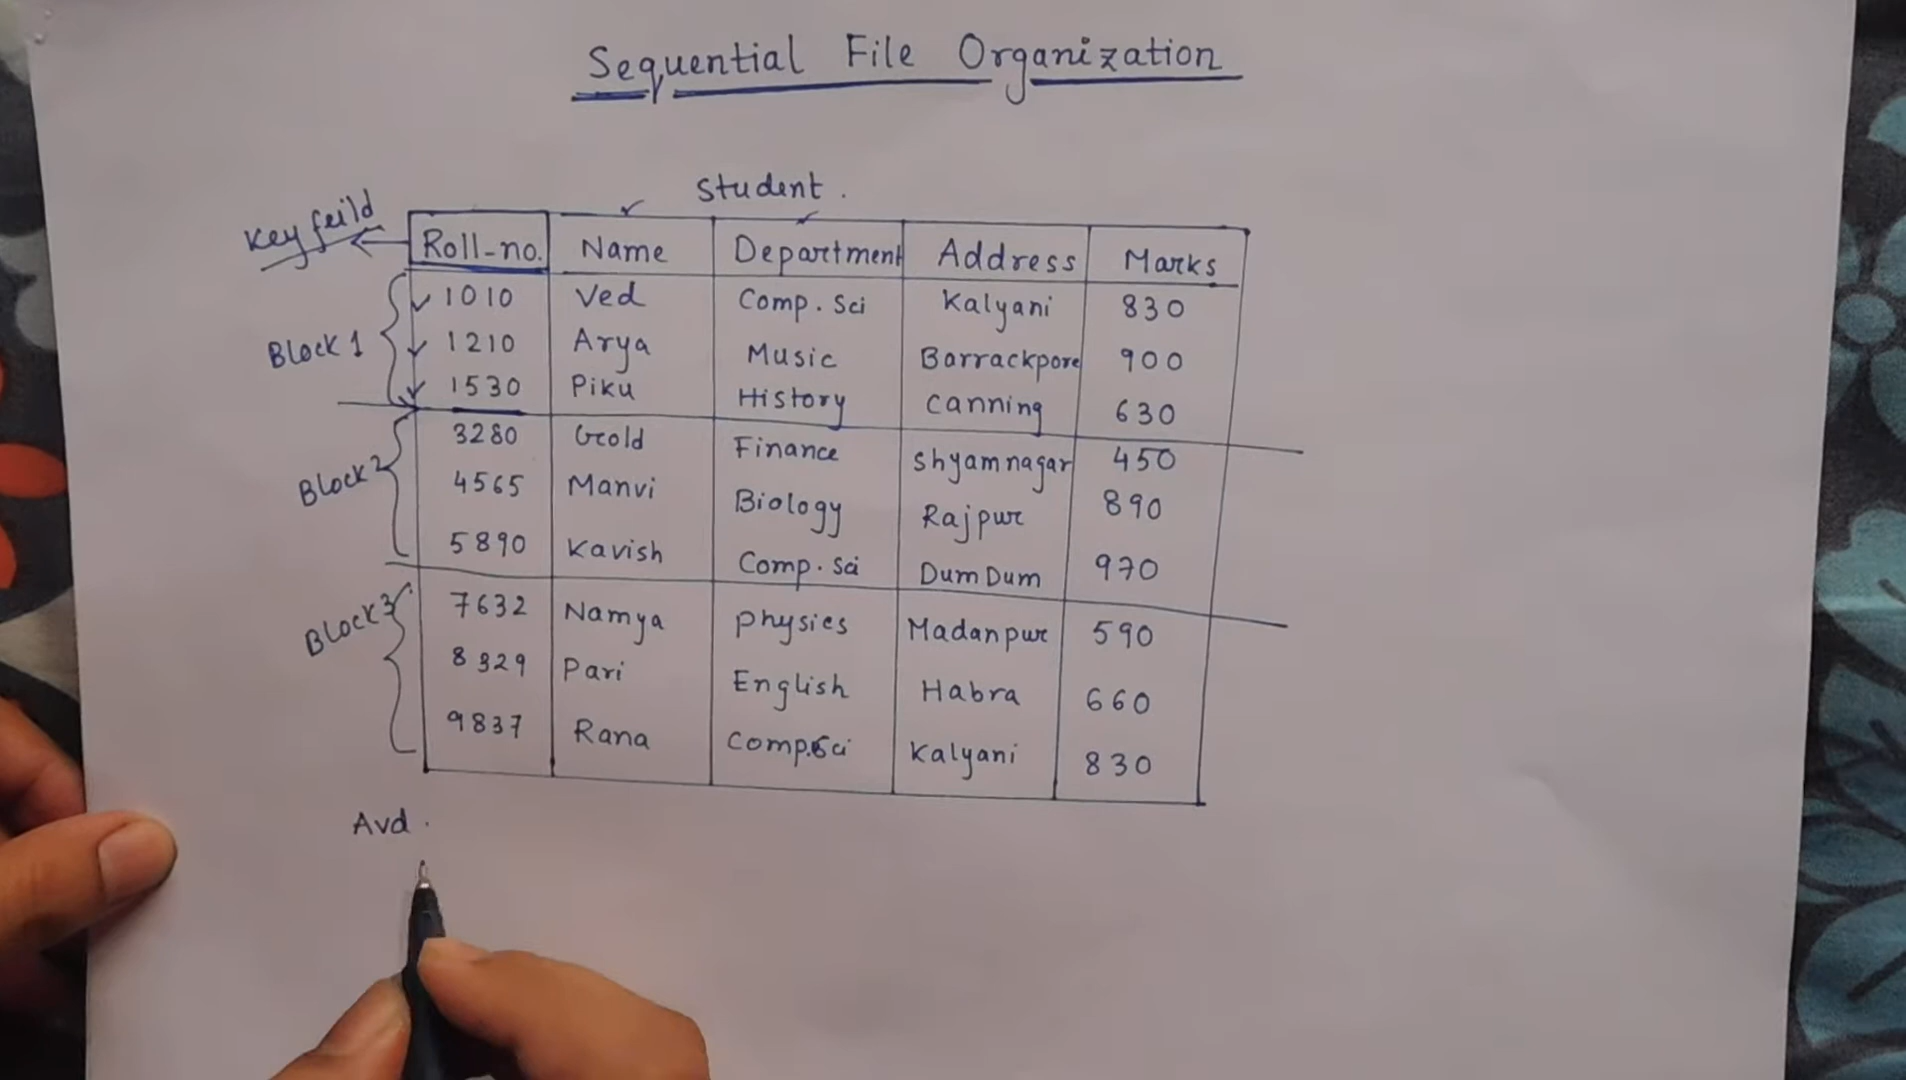 Sequential File Organization
Student.
Key feild
Roll-no. Name Department Address Marks
Block 1
1010 Ved Comp. Sci Kalyani 830
1210 Arya Music Barrackpore 900
1530 Piku History Canning 630
Block 2
3280 Gold Finance Shyamnagar 450
4565 Manvi Biology Rajpur 890
5890 Kavish Comp. Sci DumDum 970
Block 3
7632 Namya Physics Madanpur 590
8329 Pari English Habra 660
9837 Rana Comp.Sci Kalyani 830
Avd.